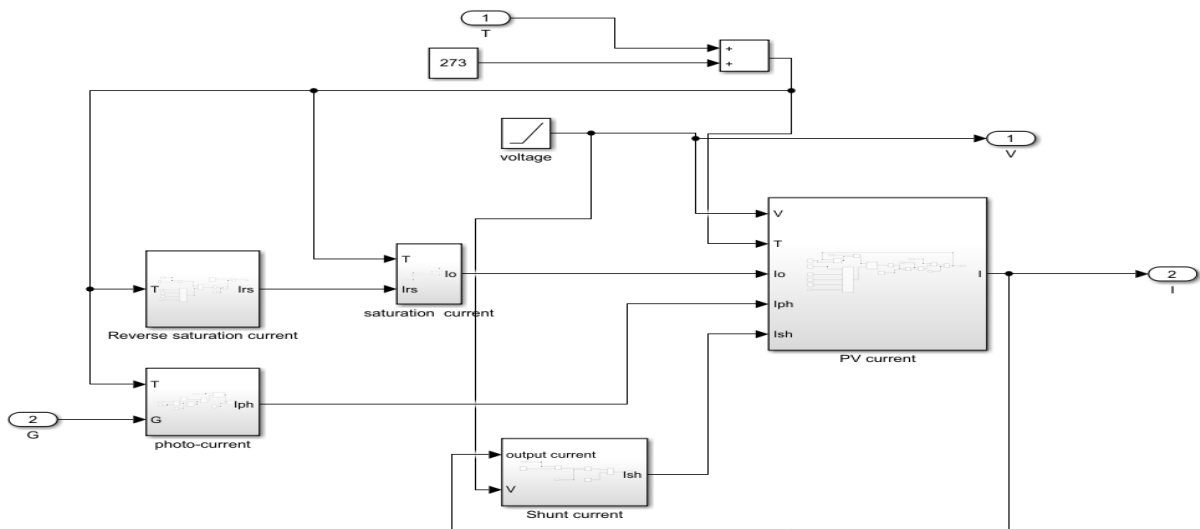 1
T
+
273
+
voltage
1
V
V
T
T
Io
Io
T
Irs
Irs
I
2
I
saturation current
Iph
Reverse saturation current
Ish
PV current
T
Iph
2
G
G
photo-current
output current
Ish
V
Shunt current